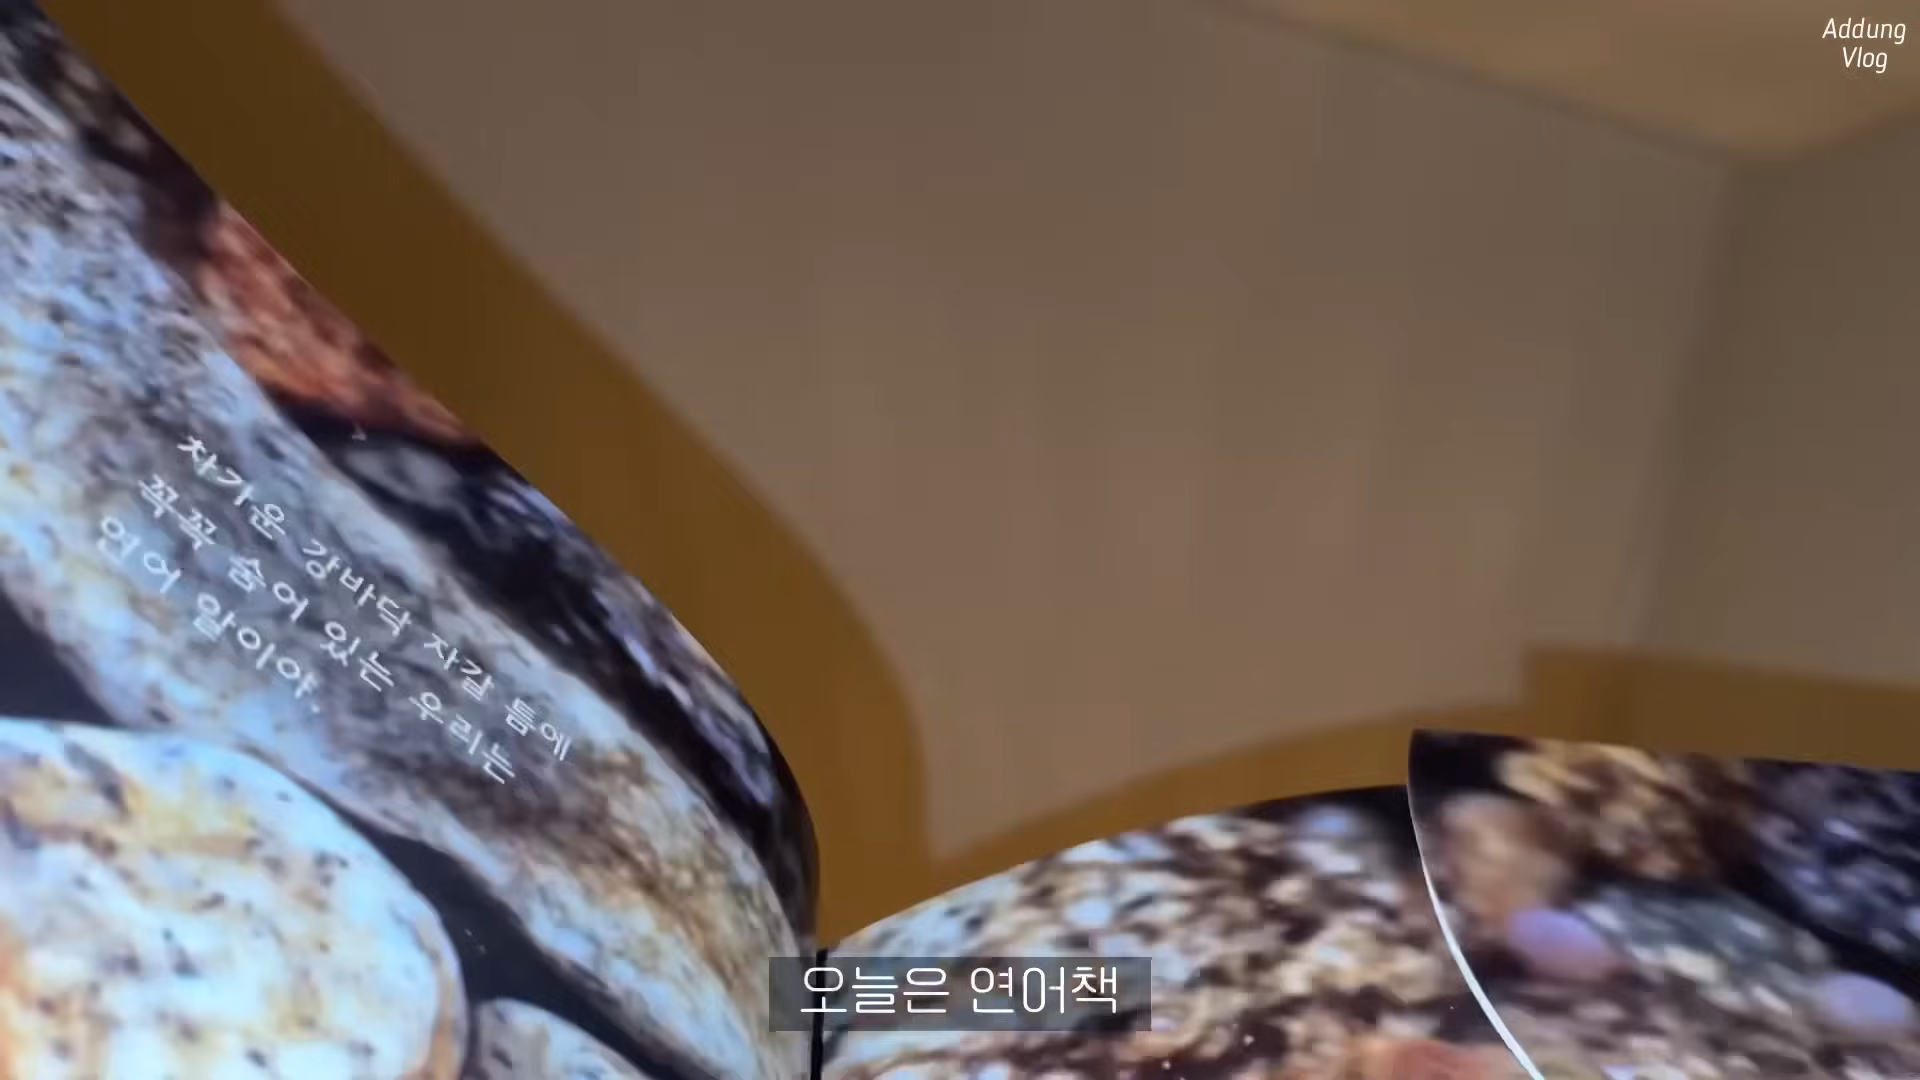 Addung
Vlog
차가운 강바닥 자갈 틈에
꼭꼭 숨어 있는 우리는
연어 알이야.
오늘은 연어책